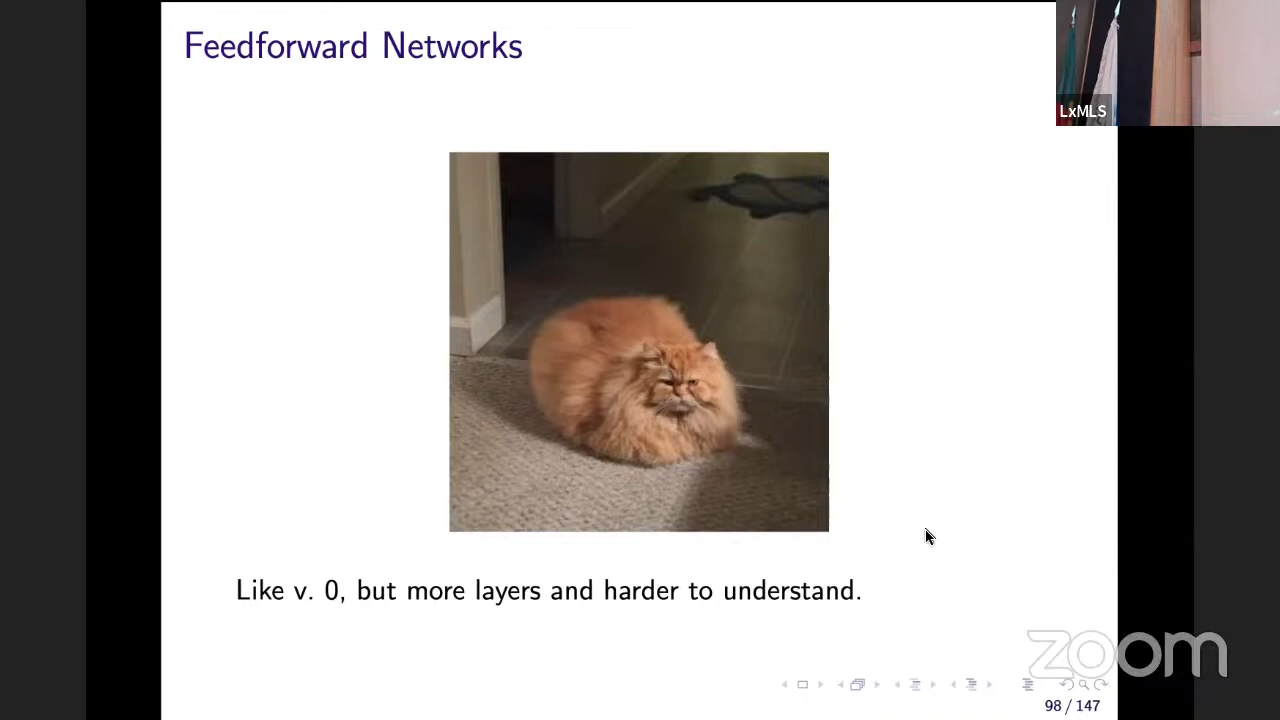 Feedforward Networks
LxMLS
Like v. 0, but more layers and harder to understand.
zoom
98 / 147